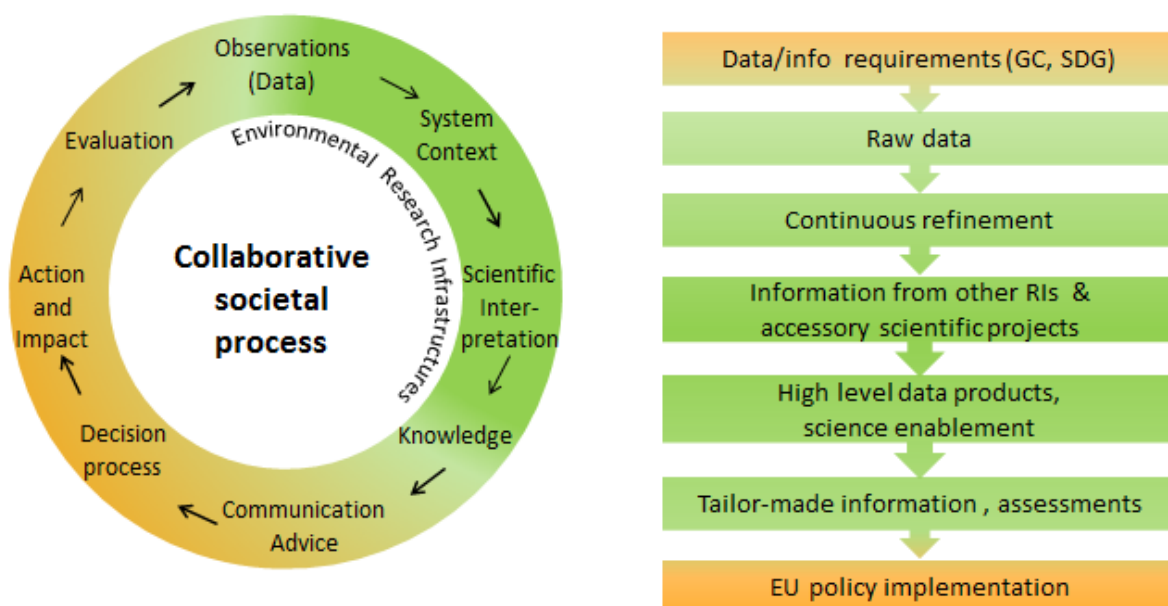 Observations
(Data)
System
Context
Scientific
Inter-
pretation
Knowledge
Communication
Advice
Decision
process
Action
and
Impact
Evaluation
Environmental Research Infrastructures
Collaborative
societal
process
Data/info requirements (GC, SDG)
Raw data
Continuous refinement
Information from other RIs &
accessory scientific projects
High level data products,
science enablement
Tailor-made information , assessments
EU policy implementation